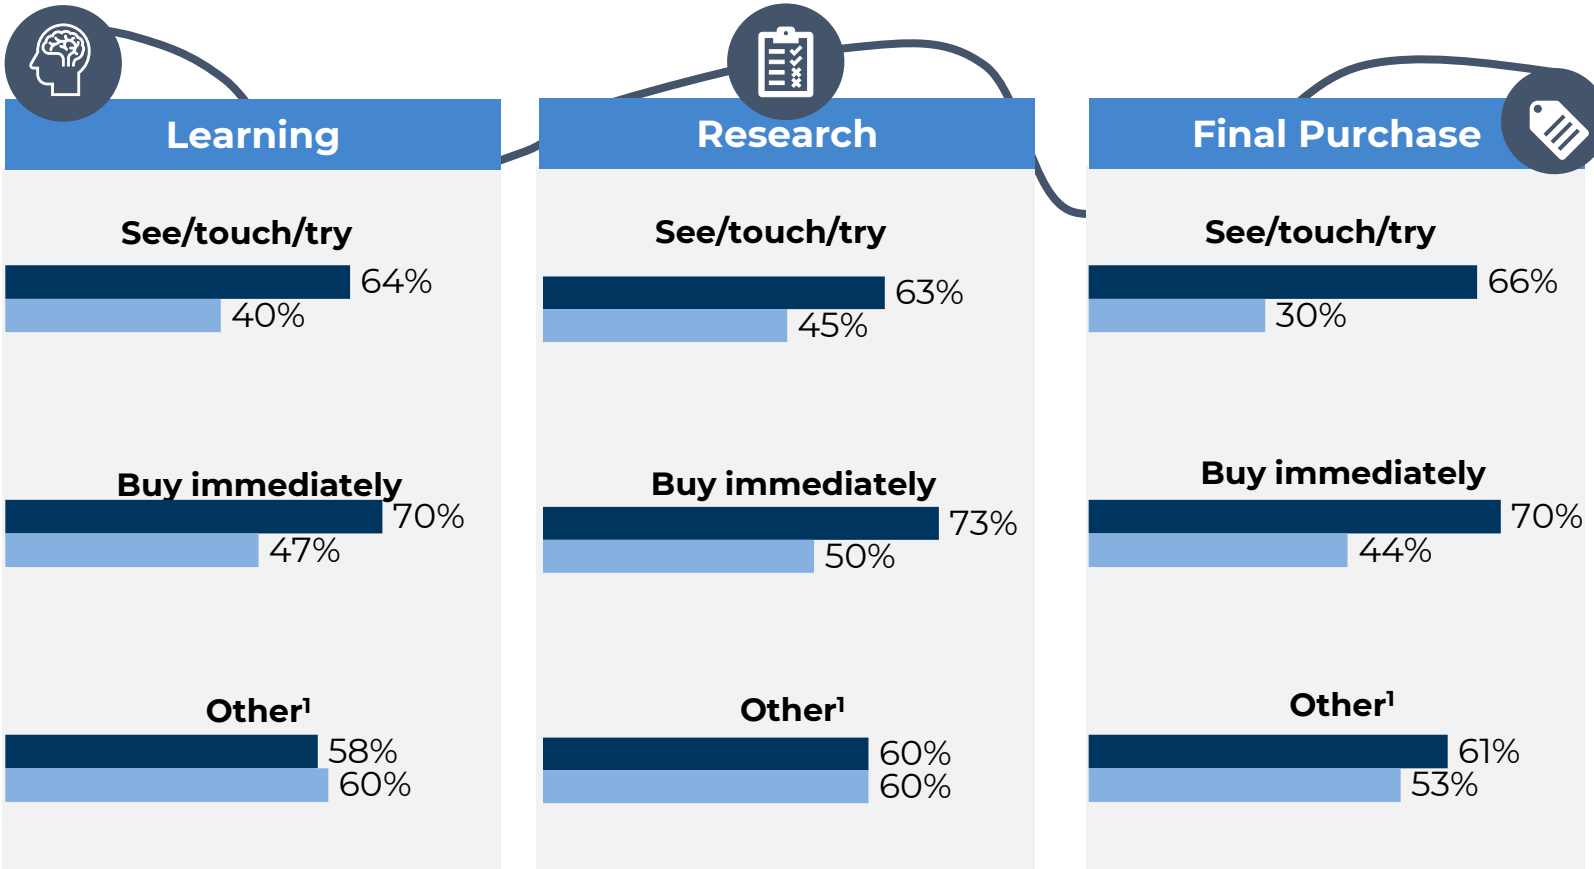 Learning
See/touch/try
64%
40%
Buy immediately
70%
47%
Other¹
58%
60%
Research
See/touch/try
63%
45%
Buy immediately
73%
50%
Other¹
60%
60%
Final Purchase
See/touch/try
66%
30%
Buy immediately
70%
44%
Other¹
61%
53%